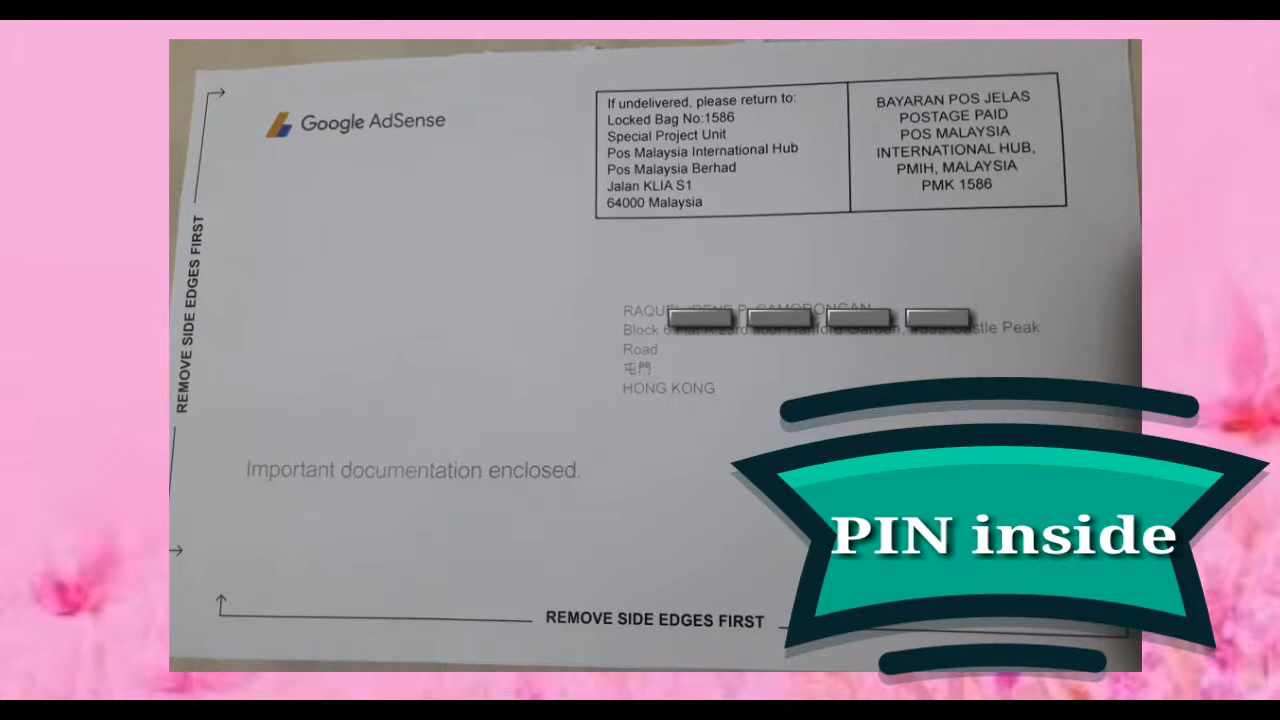 Google AdSense
If undelivered, please return to:
Locked Bag No:1586
Special Project Unit
Pos Malaysia International Hub
Pos Malaysia Berhad
Jalan KLIA S1
64000 Malaysia
BAYARAN POS JELAS
POSTAGE PAID
POS MALAYSIA
INTERNATIONAL HUB,
PMIH, MALAYSIA
PMK 1586
REMOVE SIDE EDGES FIRST
Block Peak
Road
屯門
HONG KONG
Important documentation enclosed.
PIN inside
REMOVE SIDE EDGES FIRST